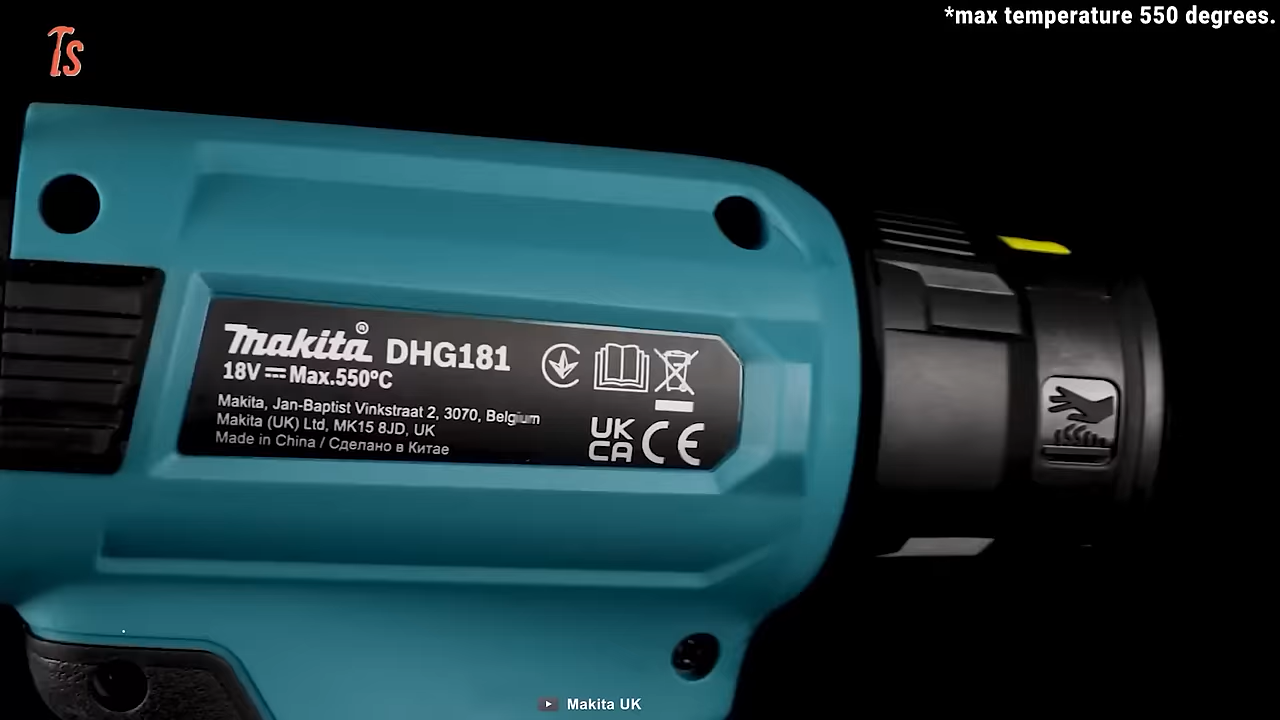 *max temperature 550 degrees.
Ts
Makita® DHG181
18V⎓Max.550°C
Makita, Jan-Baptist Vinkstraat 2, 3070, Belgium
Makita (UK) Ltd, MK15 8JD, UK
Made in China / Сделано в Китае
UK
CA CE
Makita UK